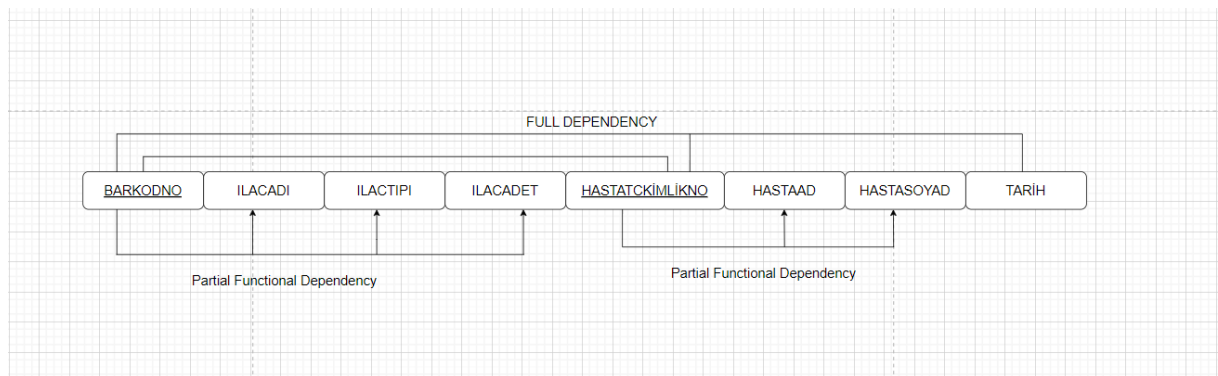 FULL DEPENDENCY
BARKODNO ILACADI ILACTIPI ILACADET HASTATCKİMLİKNO HASTAAD HASTASOYAD TARİH
Partial Functional Dependency Partial Functional Dependency